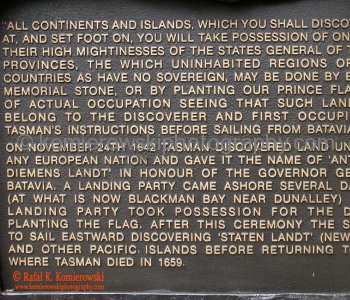 "ALL CONTINENTS AND ISLANDS, WHICH YOU SHALL DISCO
AT, AND SET FOOT ON, YOU WILL TAKE POSSESSION OF ON
THEIR HIGH MIGHTINESSES OF THE STATES GENERAL OF T
PROVINCES, THE WHICH UNINHABITED REGIONS OF
COUNTRIES AS HAVE NO SOVEREIGN, MAY BE DONE BY E
MEMORIAL STONE, OR BY PLANTING OUR PRINCE FLA
OF ACTUAL OCCUPATION SEEING THAT SUCH LAN
BELONG TO THE DISCOVERER AND FIRST OCCUPI
TASMAN'S INSTRUCTIONS BEFORE SAILING FROM BATAVIA
ON NOVEMBER 24TH 1642 TASMAN DISCOVERED THIS COUN
ANY EUROPEAN NATION AND GAVE IT THE NAME OF 'ANT
DIEMENS LANDT' IN HONOUR OF THE GOVERNOR GE
BATAVIA. A LANDING PARTY CAME ASHORE SEVERAL DA
(AT WHAT IS NOW BLACKMAN BAY NEAR DUNALLEY)
LANDING PARTY TOOK POSSESSION FOR THE D
PLANTING THE FLAG. AFTER THIS CEREMONY THE S
TO SAIL EASTWARD DISCOVERING 'STATEN LANDT' (NEW
AND OTHER PACIFIC ISLANDS BEFORE RETURNING T
WHERE TASMAN DIED IN 1659.
© Rafal K. Komierowski
www.komierowskiphotography.com